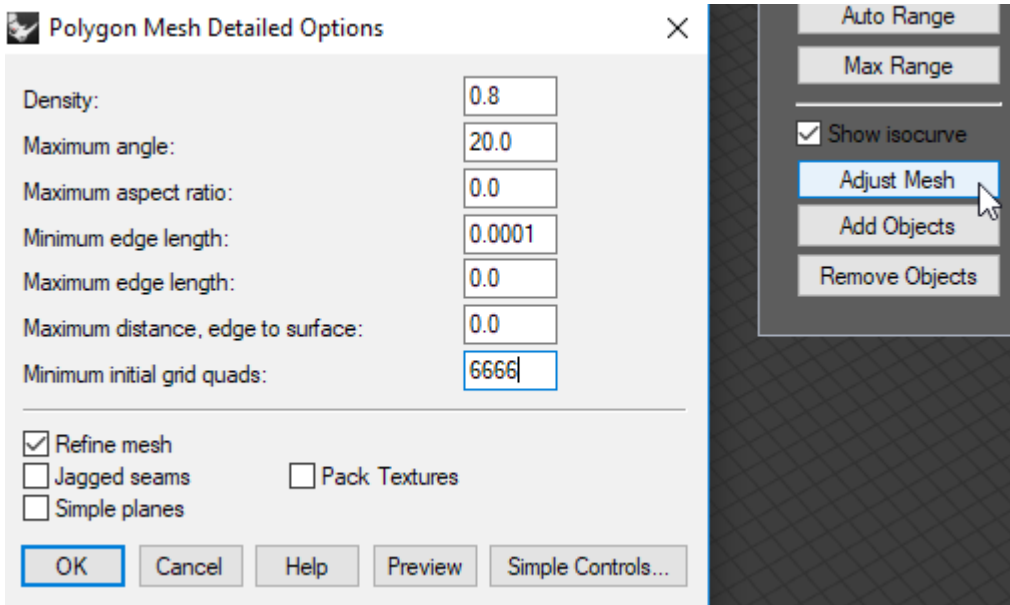 Polygon Mesh Detailed Options
Density: 0.8
Maximum angle: 20.0
Maximum aspect ratio: 0.0
Minimum edge length: 0.0001
Maximum edge length: 0.0
Maximum distance, edge to surface: 0.0
Minimum initial grid quads: 6666
Refine mesh
Jagged seams Pack Textures
Simple planes
OK Cancel Help Preview Simple Controls...
Auto Range
Max Range
Show isocurve
Adjust Mesh
Add Objects
Remove Objects